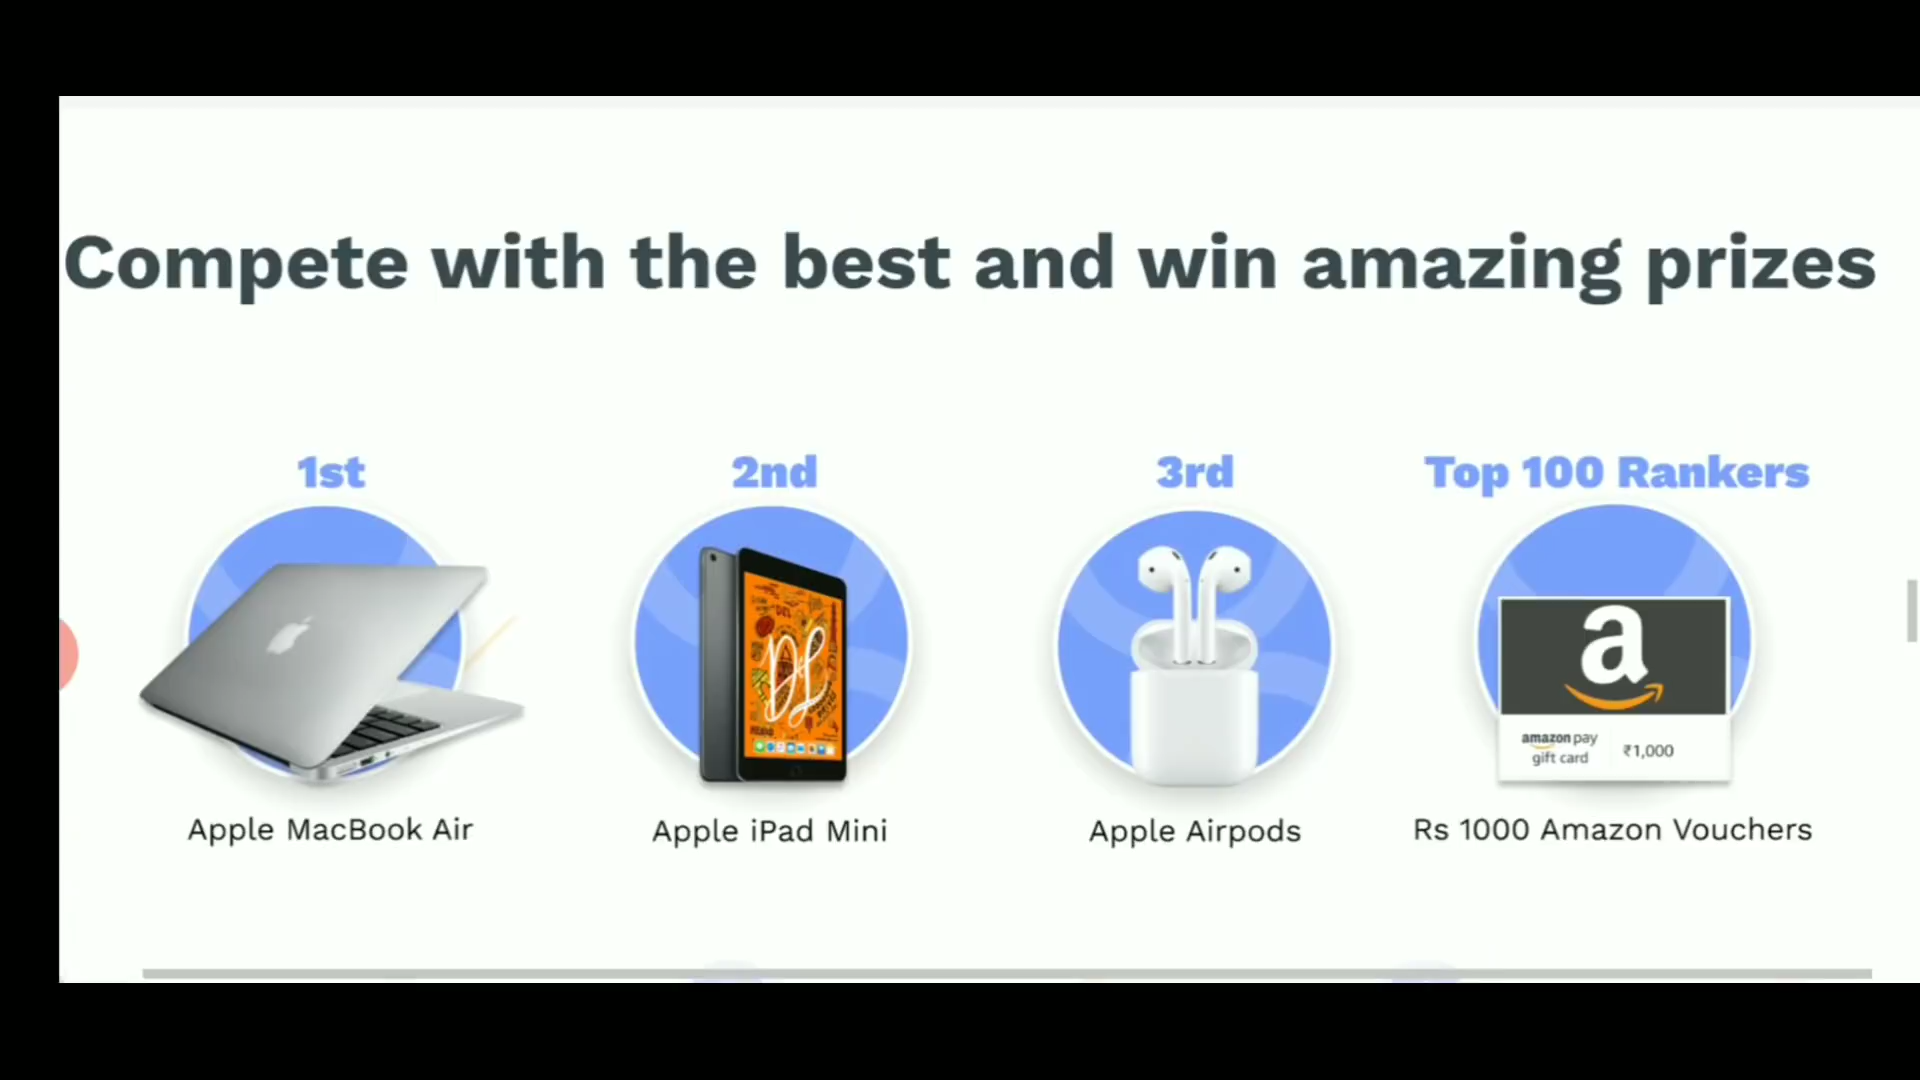 Compete with the best and win amazing prizes
1st
2nd
3rd
Top 100 Rankers
a
amazon pay
gift card
₹1,000
Apple MacBook Air
Apple iPad Mini
Apple Airpods
Rs 1000 Amazon Vouchers